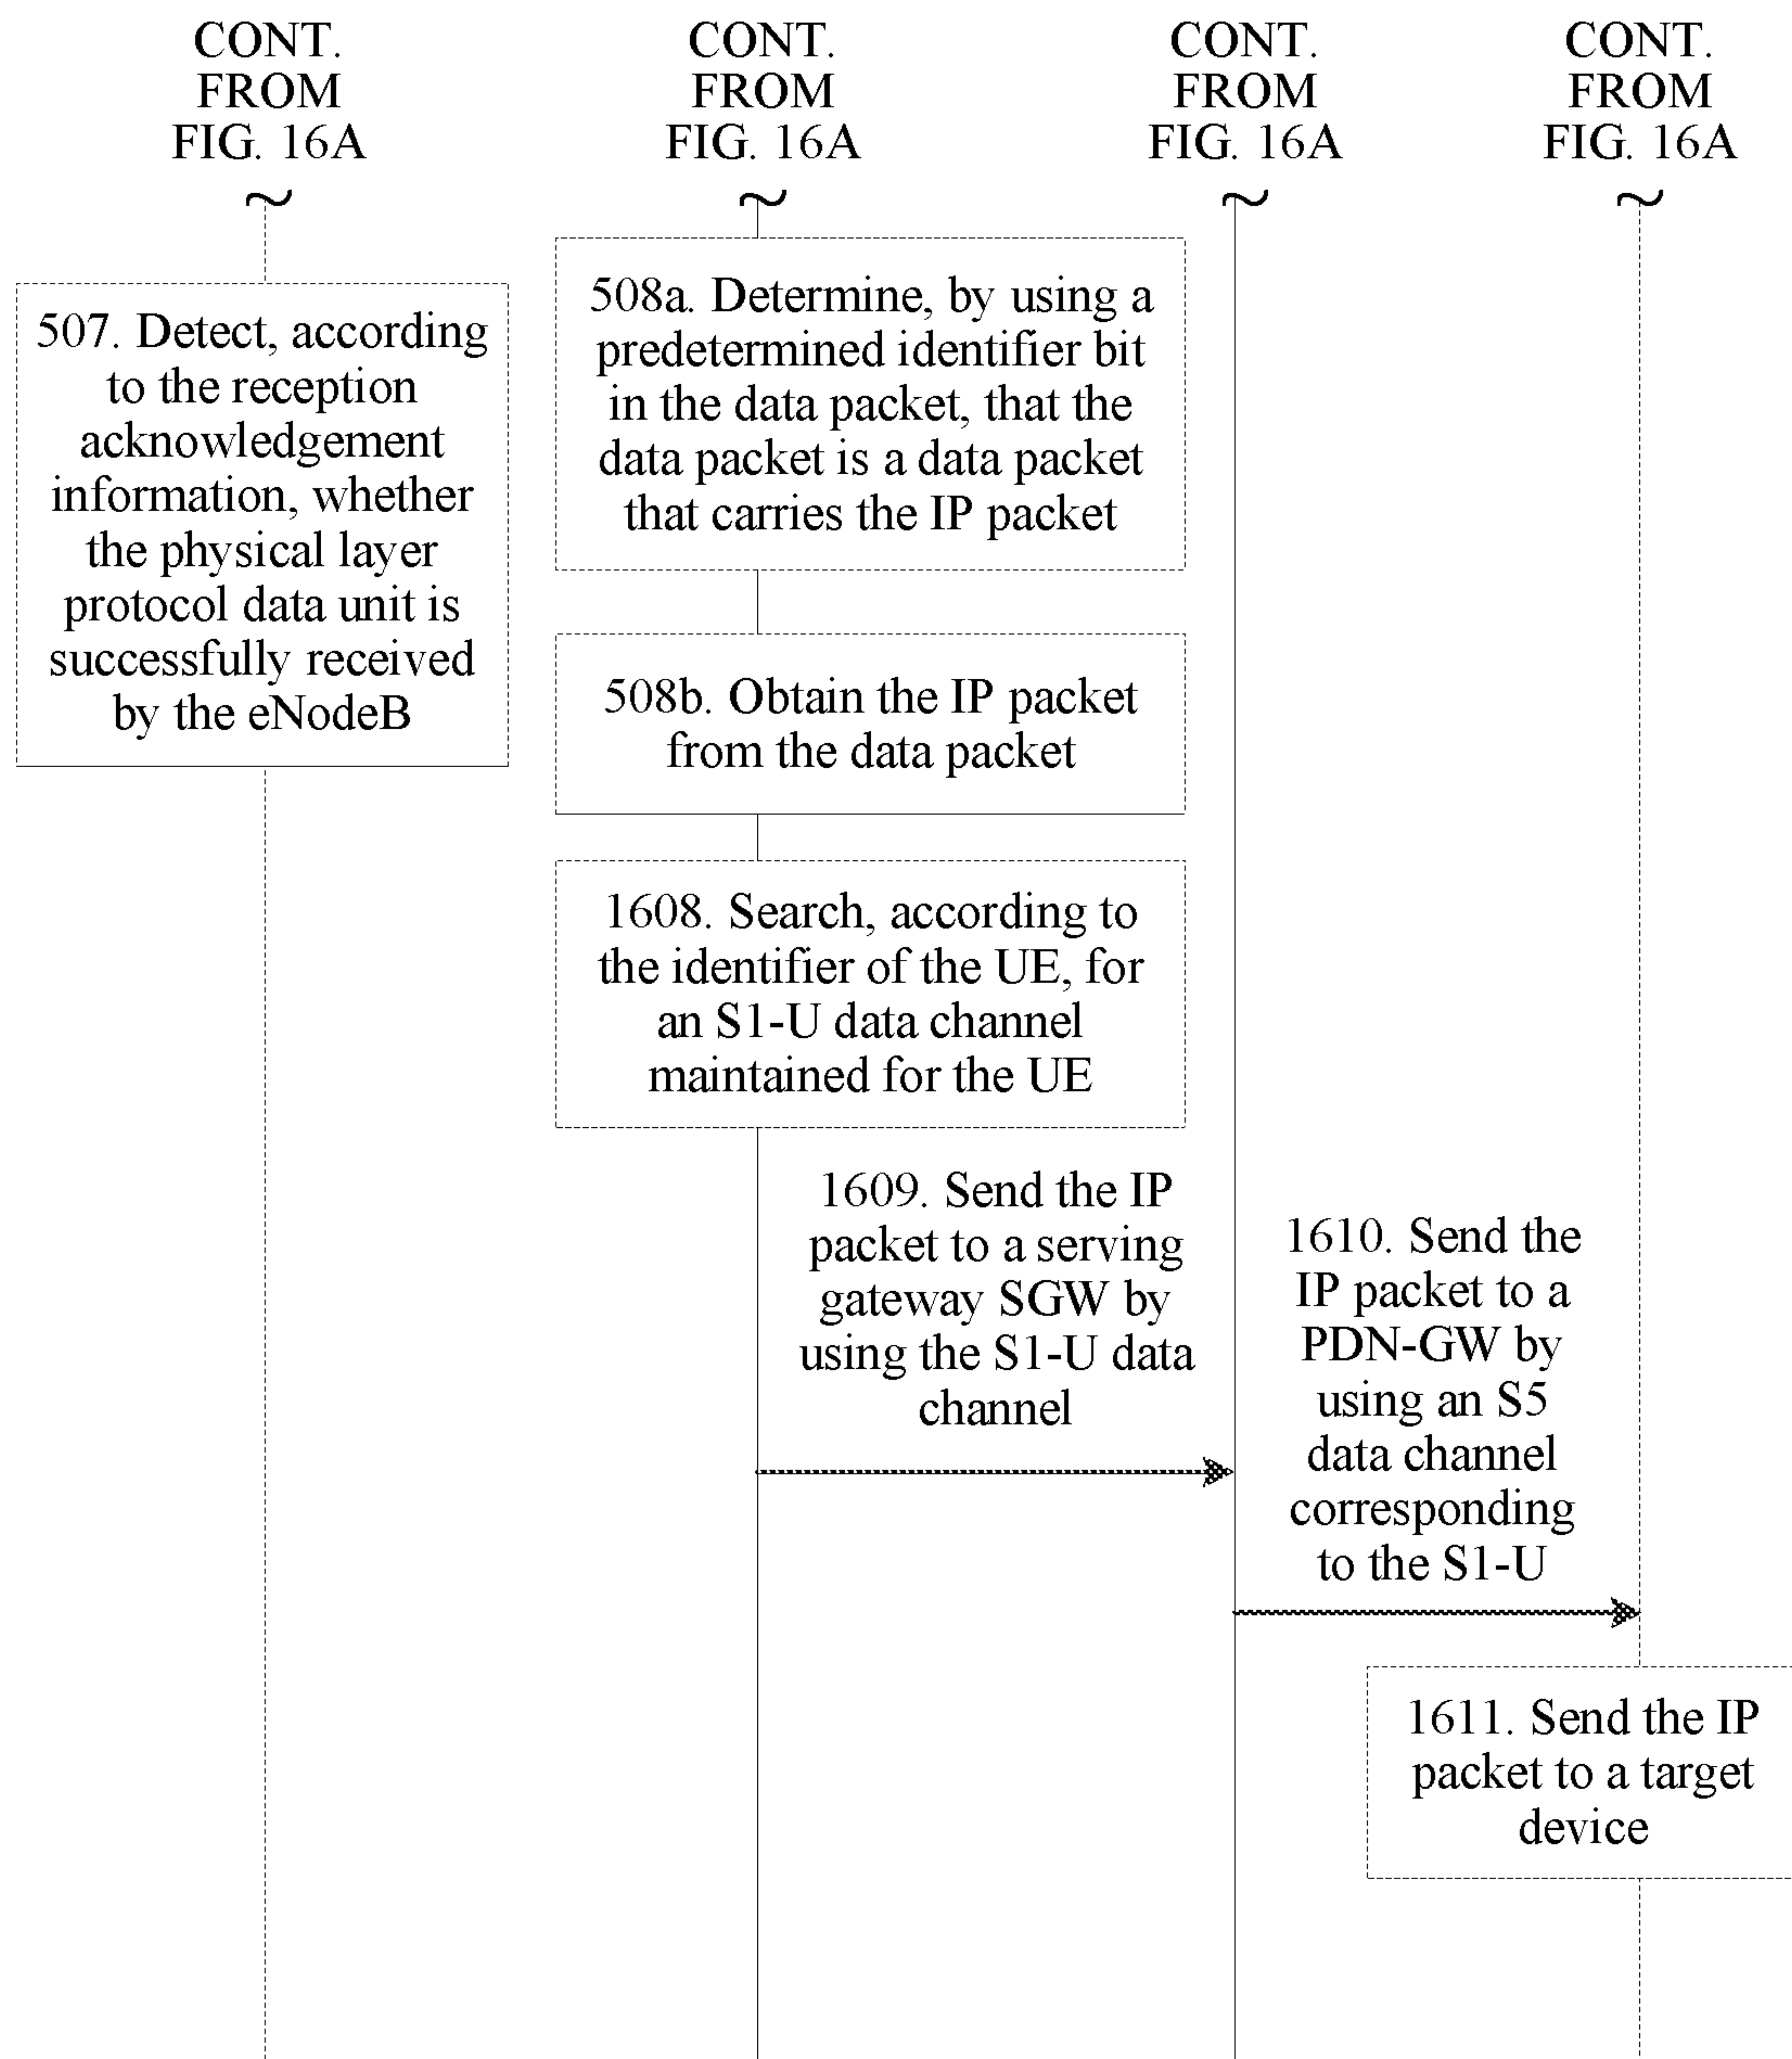 CONT.
FROM
FIG. 16A
CONT.
FROM
FIG. 16A
CONT.
FROM
FIG. 16A
CONT.
FROM
FIG. 16A
507. Detect, according
to the reception
acknowledgement
information, whether
the physical layer
protocol data unit is
successfully received
by the eNodeB
508a. Determine, by using a
predetermined identifier bit
in the data packet, that the
data packet is a data packet
that carries the IP packet
508b. Obtain the IP packet
from the data packet
1608. Search, according to
the identifier of the UE, for
an S1-U data channel
maintained for the UE
1609. Send the IP
packet to a serving
gateway SGW by
using the S1-U data
channel
1610. Send the
IP packet to a
PDN-GW by
using an S5
data channel
corresponding
to the S1-U
1611. Send the IP
packet to a target
device